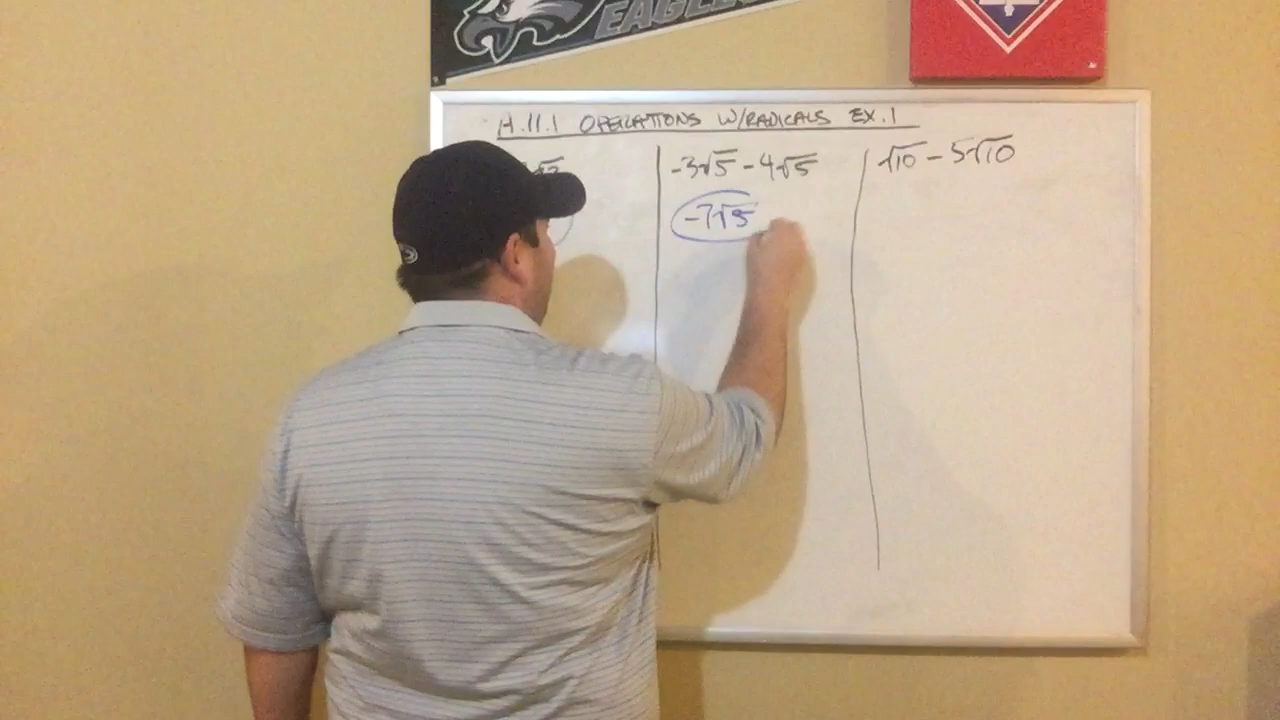 EAGLES
H.11.1 OPERATIONS W/RADICALS EX.1
-3√5 - 4√5
√10 - 5√10
-7√5